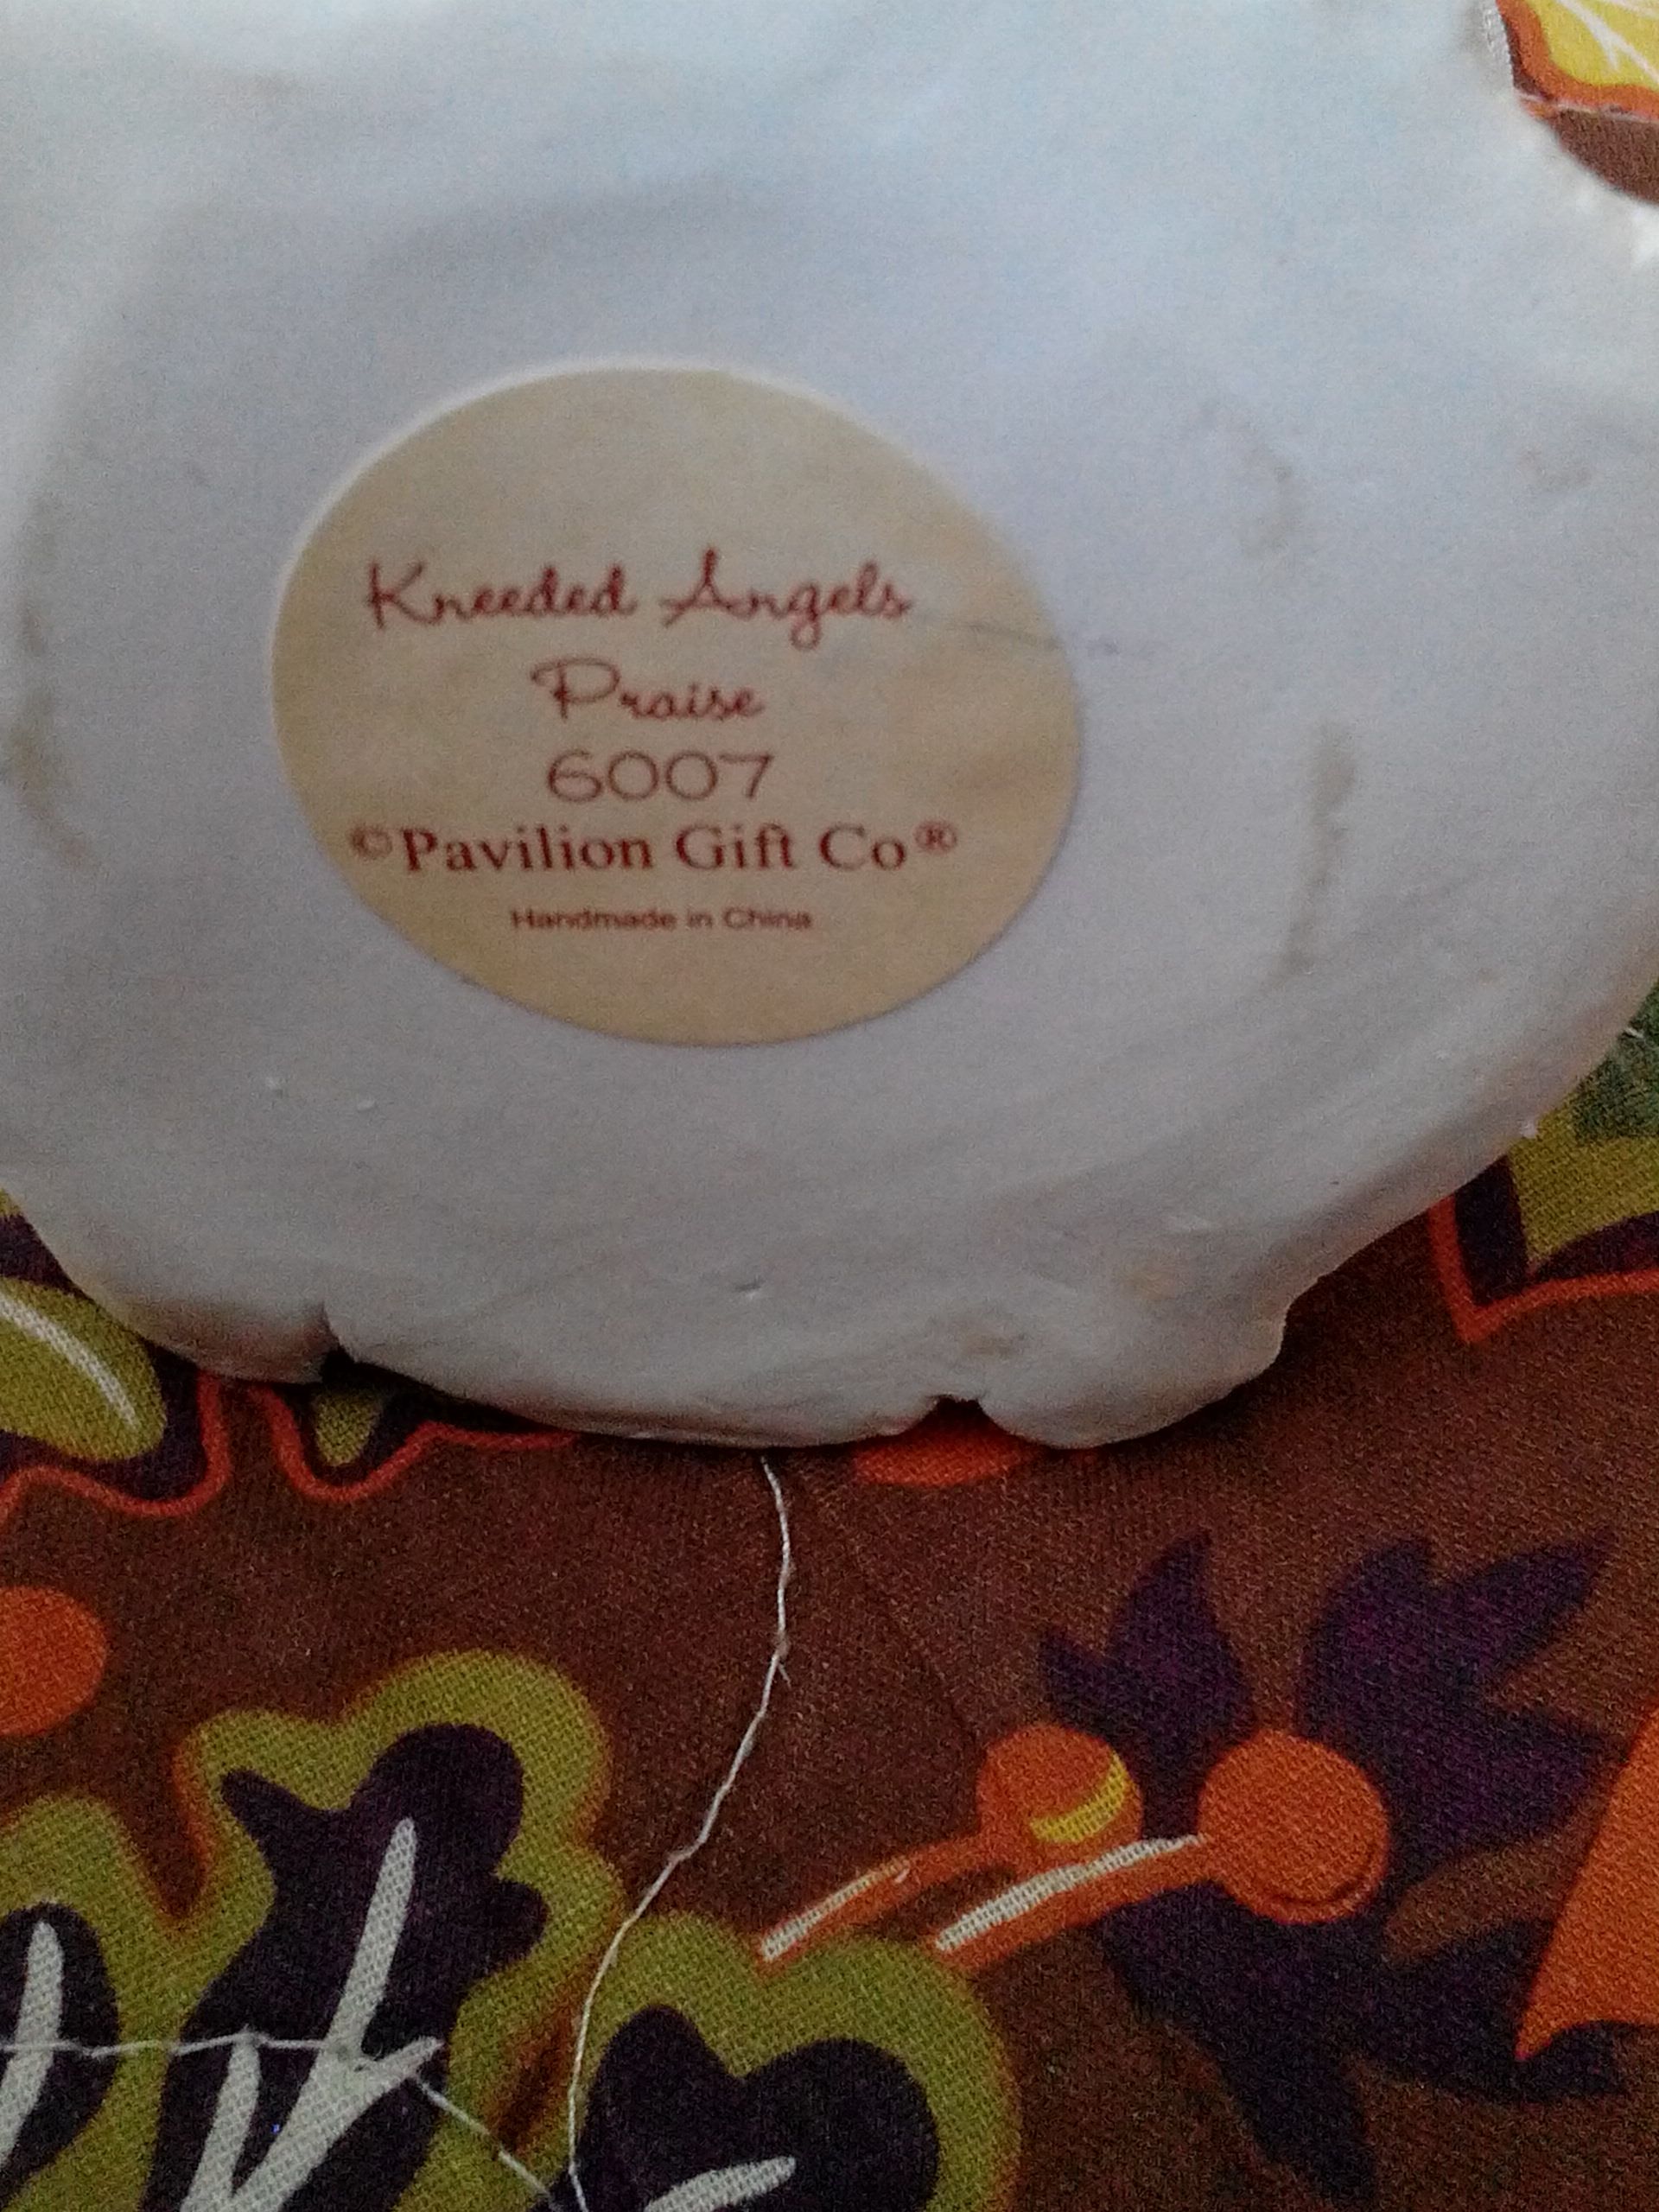 Kneeded Angels
Praise
6007
©Pavilion Gift Co®
Handmade in China